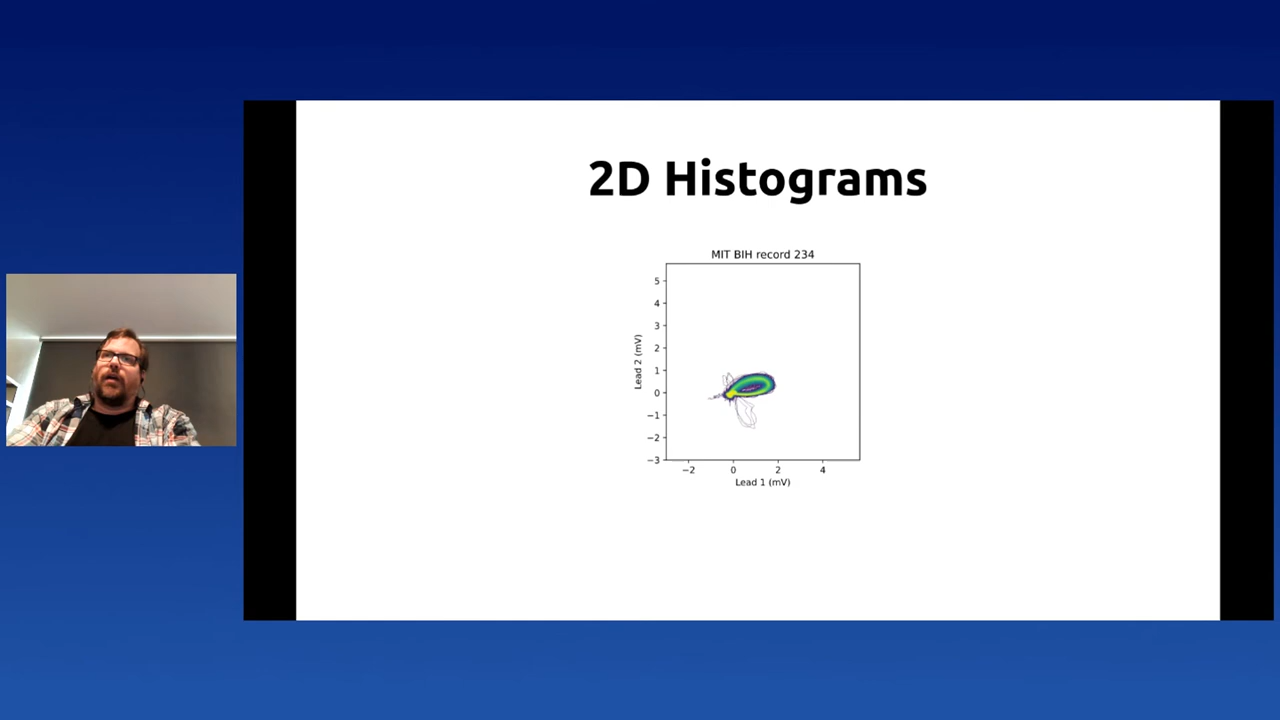 2D Histograms
MIT BIH record 234
5
4
3
2
1
0
−1
−2
−3
Lead 2 (mV)
−2 0 2 4
Lead 1 (mV)